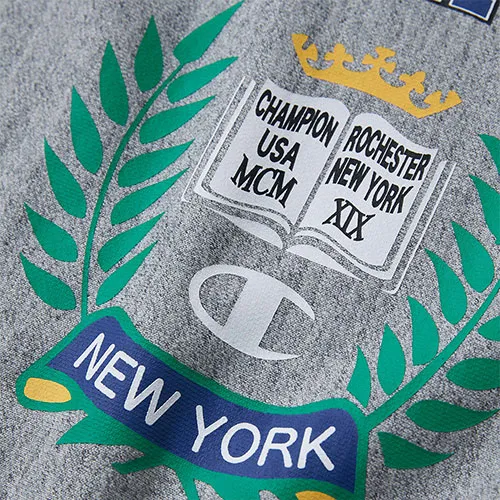 CHAMPION
USA
MCM
ROCHESTER
NEW YORK
XIX
NEW YORK